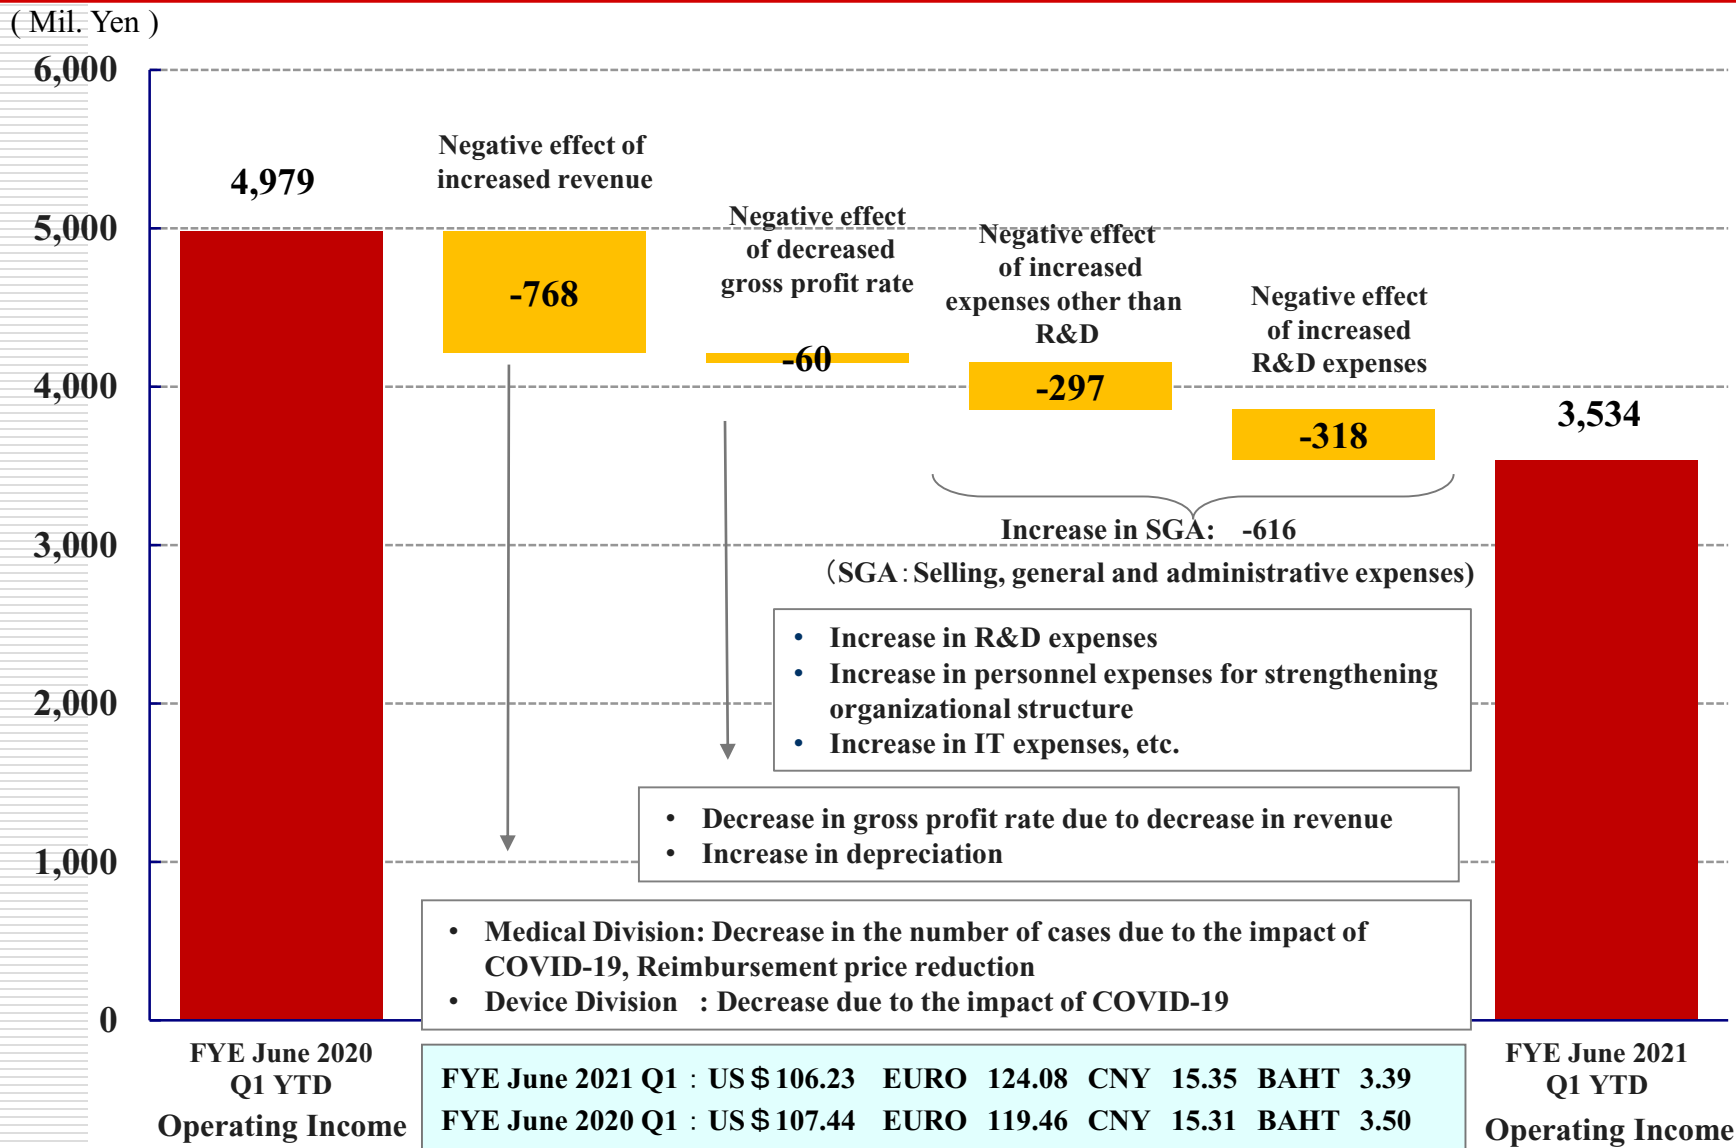 ( Mil. Yen )
6,000
5,000
4,000
3,000
2,000
1,000
0
4,979
Negative effect of
increased revenue
-768
Negative effect
of decreased
gross profit rate
-60
Negative effect
of increased
expenses other than
R&D
-297
Negative effect
of increased
R&D expenses
-318
3,534
Increase in SGA: -616
（SGA：Selling, general and administrative expenses)
• Increase in R&D expenses
• Increase in personnel expenses for strengthening
organizational structure
• Increase in IT expenses, etc.
• Decrease in gross profit rate due to decrease in revenue
• Increase in depreciation
• Medical Division: Decrease in the number of cases due to the impact of
COVID-19, Reimbursement price reduction
• Device Division : Decrease due to the impact of COVID-19
FYE June 2020
Q1 YTD
Operating Income
FYE June 2021 Q1：US＄106.23 EURO 124.08 CNY 15.35 BAHT 3.39
FYE June 2020 Q1：US＄107.44 EURO 119.46 CNY 15.31 BAHT 3.50
FYE June 2021
Q1 YTD
Operating Income